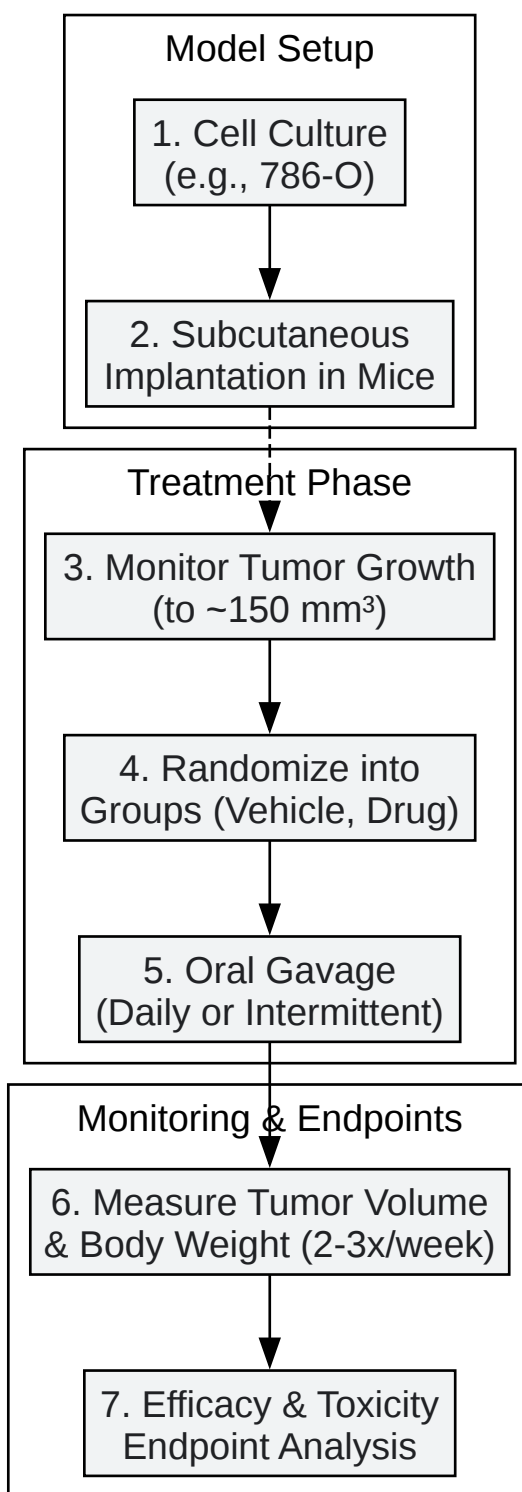 Model Setup
1. Cell Culture
(e.g., 786-O)
2. Subcutaneous
Implantation in Mice
Treatment Phase
3. Monitor Tumor Growth
(to ~150 mm³)
4. Randomize into
Groups (Vehicle, Drug)
5. Oral Gavage
(Daily or Intermittent)
Monitoring & Endpoints
6. Measure Tumor Volume
& Body Weight (2-3x/week)
7. Efficacy & Toxicity
Endpoint Analysis